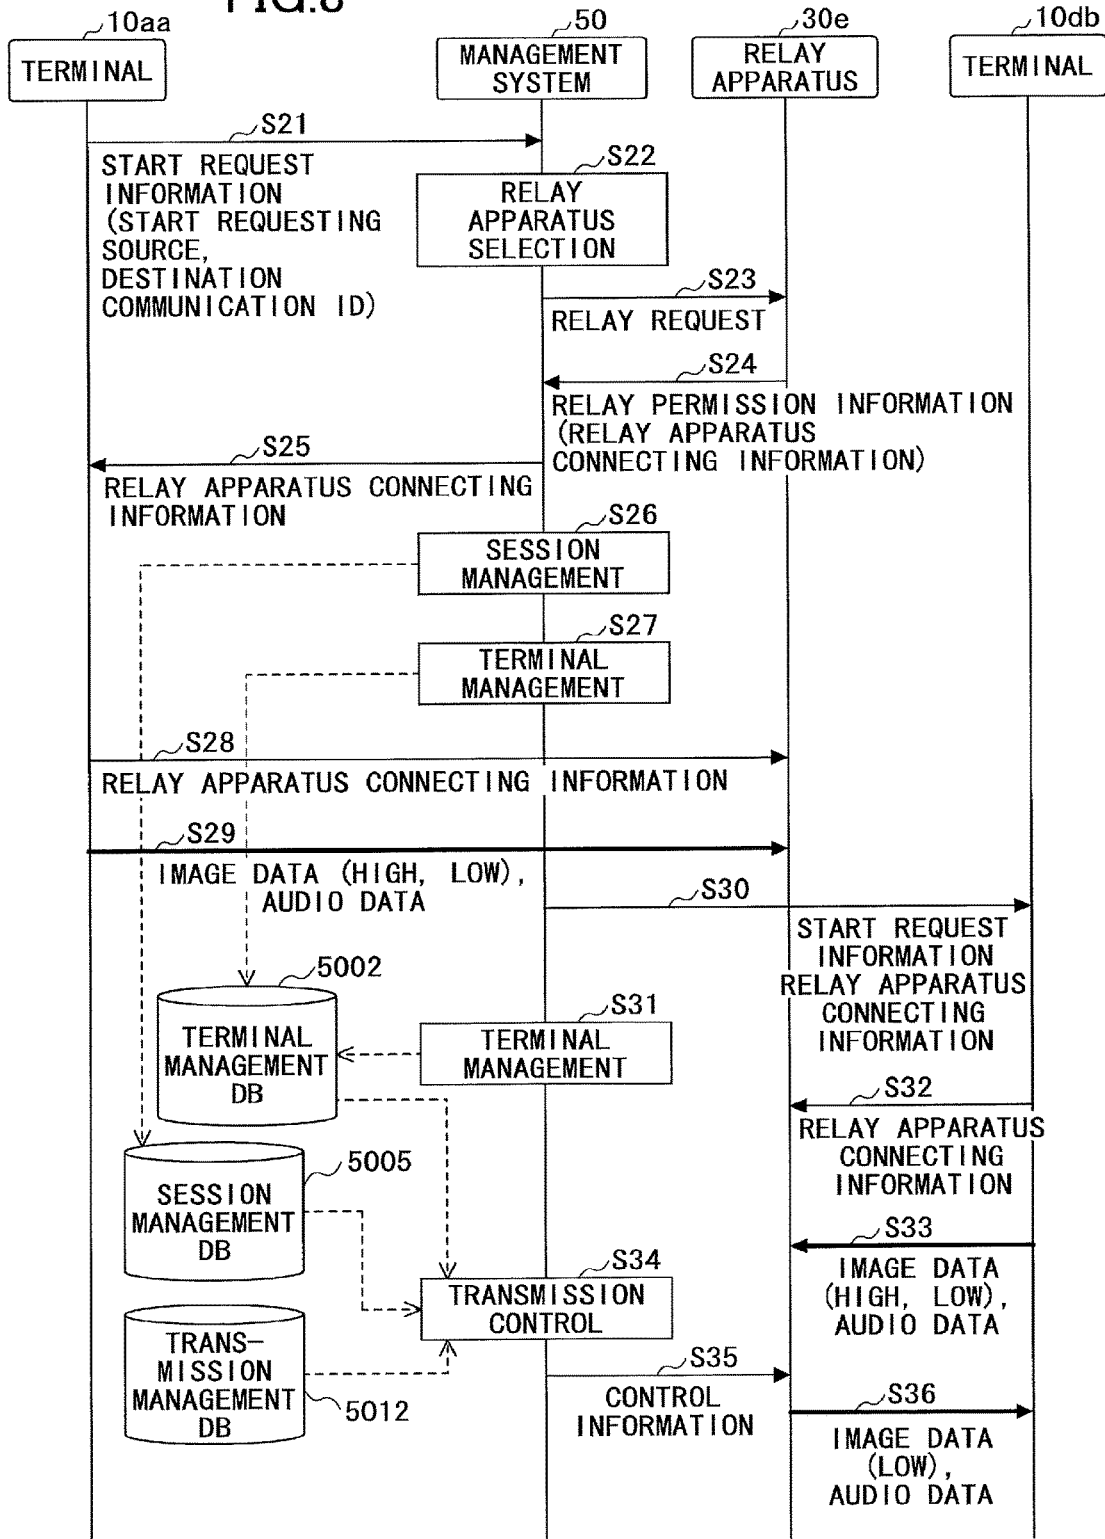 FIG.8
10aa
50
30e
10db
TERMINAL
MANAGEMENT
SYSTEM
RELAY
APPARATUS
TERMINAL
S21
START REQUEST
INFORMATION
(START REQUESTING
SOURCE,
DESTINATION
COMMUNICATION ID)
S22
RELAY
APPARATUS
SELECTION
S23
RELAY REQUEST
S24
RELAY PERMISSION INFORMATION
(RELAY APPARATUS
CONNECTING INFORMATION)
S25
RELAY APPARATUS CONNECTING
INFORMATION
S26
SESSION
MANAGEMENT
S27
TERMINAL
MANAGEMENT
S28
RELAY APPARATUS CONNECTING INFORMATION
S29
IMAGE DATA (HIGH, LOW),
AUDIO DATA
S30
START REQUEST
INFORMATION
RELAY APPARATUS
CONNECTING
INFORMATION
5002
TERMINAL
MANAGEMENT
DB
S31
TERMINAL
MANAGEMENT
S32
RELAY APPARATUS
CONNECTING
INFORMATION
5005
SESSION
MANAGEMENT
DB
S33
IMAGE DATA
(HIGH, LOW),
AUDIO DATA
S34
TRANSMISSION
CONTROL
TRANS-
MISSION
MANAGEMENT
DB
5012
S35
CONTROL
INFORMATION
S36
IMAGE DATA
(LOW),
AUDIO DATA